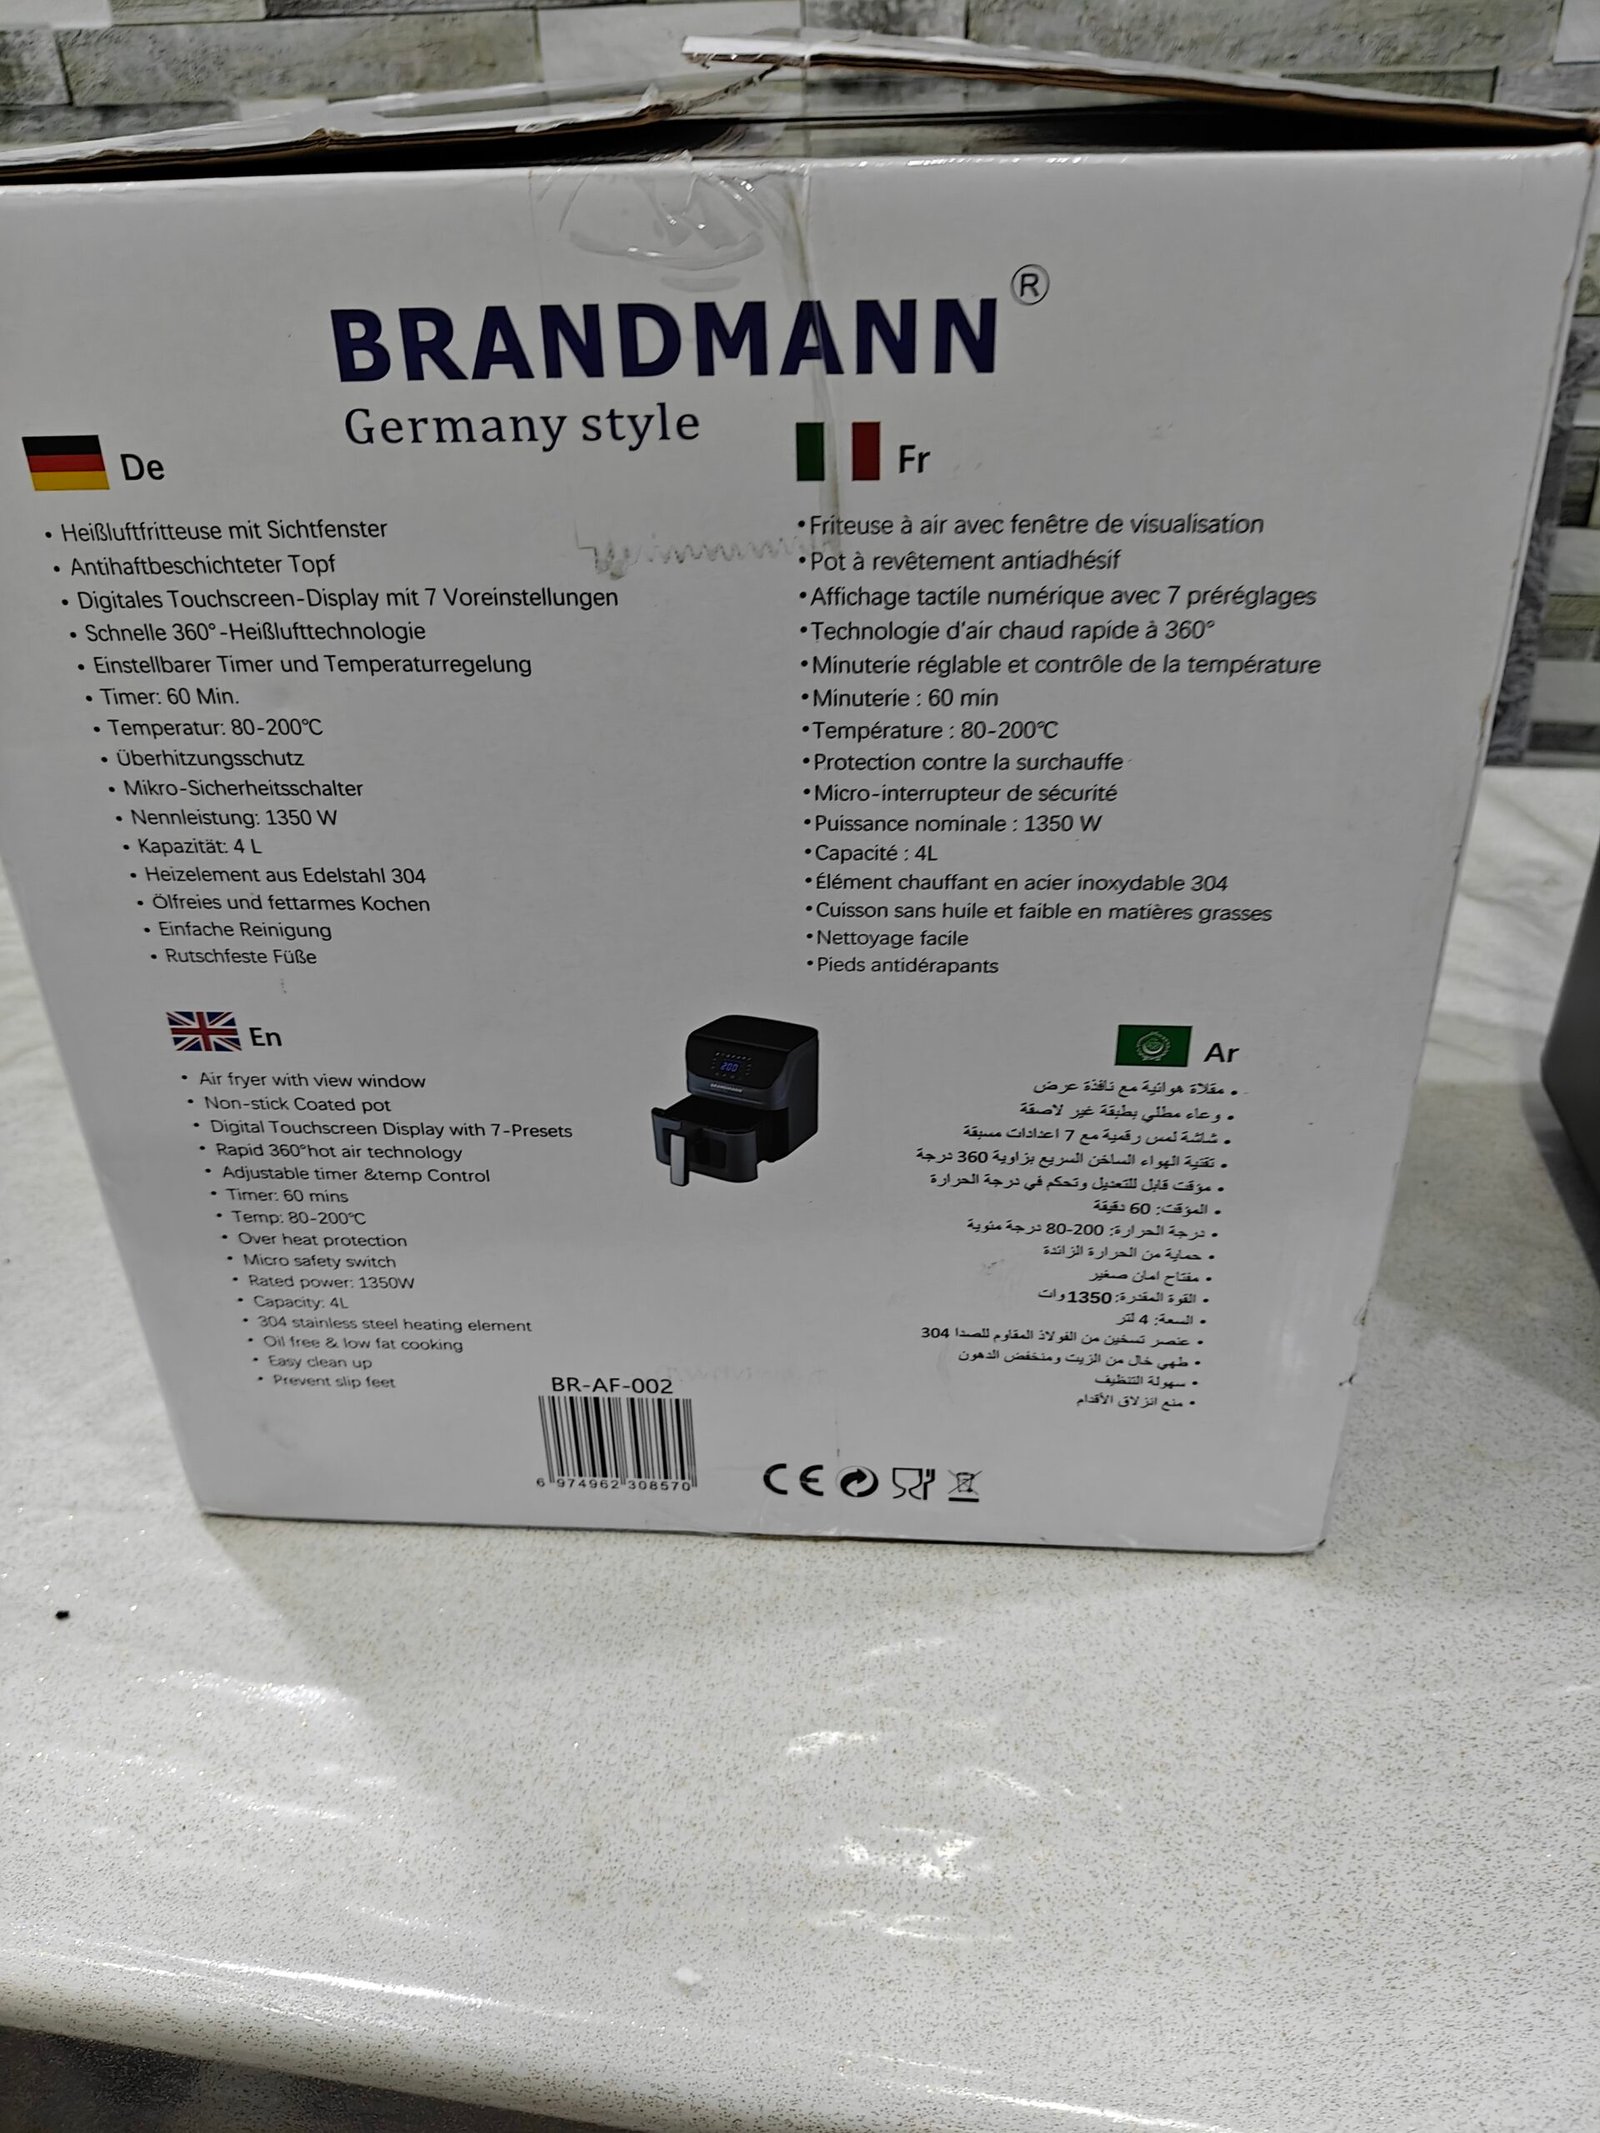 BRANDMANN®
Germany style
De
• Heißluftfritteuse mit Sichtfenster
• Antihaftbeschichteter Topf
• Digitales Touchscreen-Display mit 7 Voreinstellungen
• Schnelle 360°-Heißlufttechnologie
• Einstellbarer Timer und Temperaturregelung
• Timer: 60 Min.
• Temperatur: 80-200℃
• Überhitzungsschutz
• Mikro-Sicherheitsschalter
• Nennleistung: 1350 W
• Kapazität: 4 L
• Heizelement aus Edelstahl 304
• Ölfreies und fettarmes Kochen
• Einfache Reinigung
• Rutschfeste Füße
Fr
•Friteuse à air avec fenêtre de visualisation
•Pot à revêtement antiadhésif
•Affichage tactile numérique avec 7 préréglages
•Technologie d'air chaud rapide à 360°
•Minuterie réglable et contrôle de la température
•Minuterie : 60 min
•Température : 80-200℃
•Protection contre la surchauffe
•Micro-interrupteur de sécurité
•Puissance nominale : 1350 W
•Capacité : 4L
•Élément chauffant en acier inoxydable 304
•Cuisson sans huile et faible en matières grasses
•Nettoyage facile
•Pieds antidérapants
En
• Air fryer with view window
• Non-stick Coated pot
• Digital Touchscreen Display with 7-Presets
• Rapid 360°hot air technology
• Adjustable timer &temp Control
• Timer: 60 mins
• Temp: 80-200℃
• Over heat protection
• Micro safety switch
• Rated power: 1350W
• Capacity: 4L
• 304 stainless steel heating element
• Oil free & low fat cooking
• Easy clean up
• Prevent slip feet
200
BRANDMANN
Ar
• مقلاة هوائية مع نافذة عرض
• وعاء مطلي بطبقة غير لاصقة
• شاشة لمس رقمية مع 7 اعدادات مسبقة
• تقنية الهواء الساخن السريع بزاوية 360 درجة
• مؤقت قابل للتعديل وتحكم في درجة الحرارة
• المؤقت: 60 دقيقة
• درجة الحرارة: 200-80 درجة مئوية
• حماية من الحرارة الزائدة
• مفتاح امان صغير
• القوة المقدرة: 1350وات
• السعة: 4 لتر
• عنصر تسخين من الفولاذ المقاوم للصدا 304
• طهي خال من الزيت ومنخفض الدهون
• سهولة التنظيف
• منع انزلاق الأقدام
BR-AF-002
6 974962 308570
CE